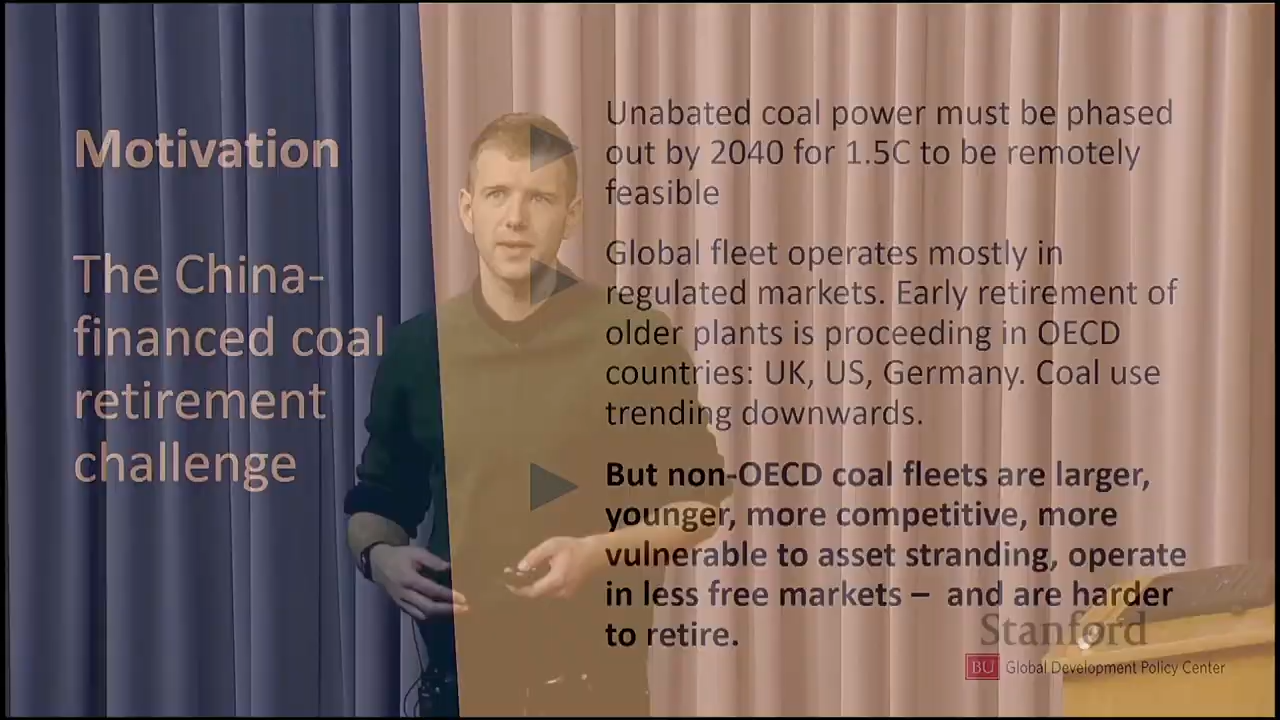 Motivation
The China-
financed coal
retirement
challenge
Unabated coal power must be phased
out by 2040 for 1.5C to be remotely
feasible
Global fleet operates mostly in
regulated markets. Early retirement of
older plants is proceeding in OECD
countries: UK, US, Germany. Coal use
trending downwards.
But non-OECD coal fleets are larger,
younger, more competitive, more
vulnerable to asset stranding, operate
in less free markets – and are harder
to retire.
Stanford
BU Global Development Policy Center